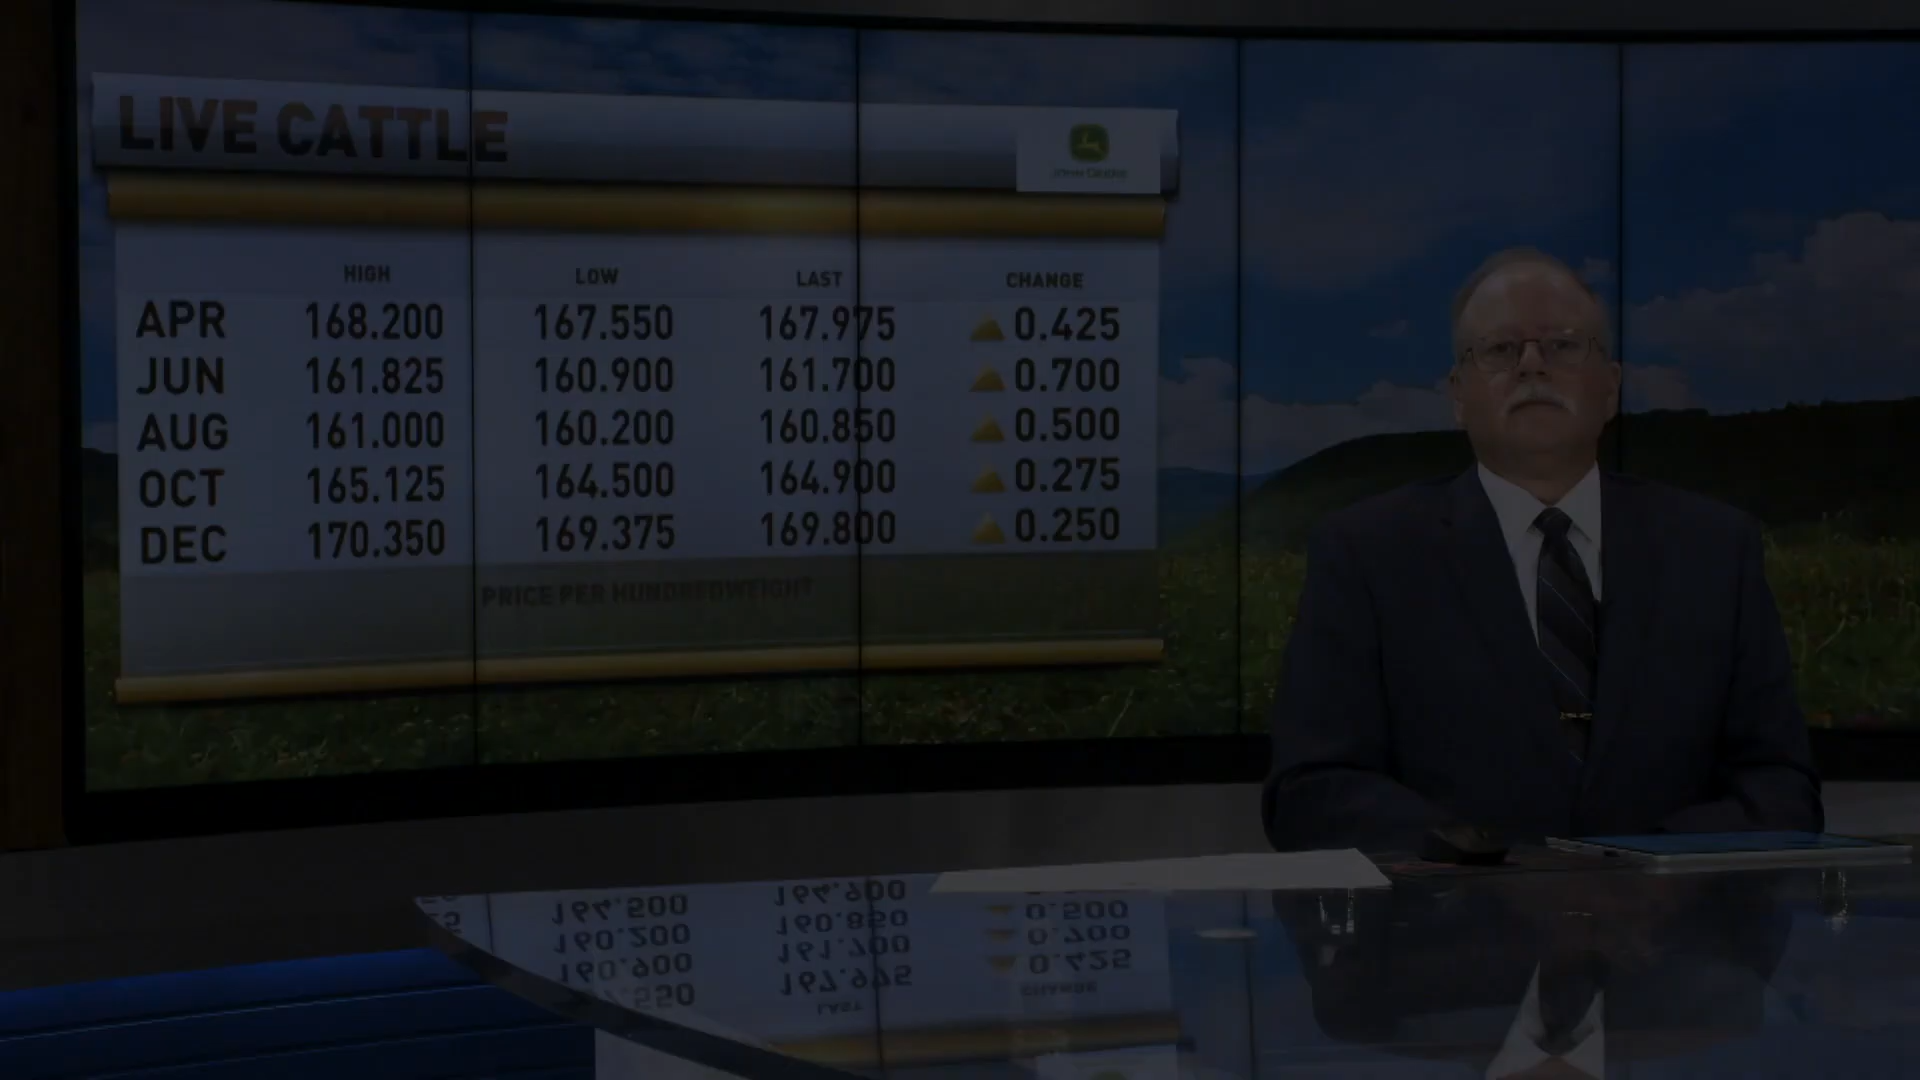 LIVE CATTLE
JOHN DEERE
HIGH LOW LAST CHANGE
APR 168.200 167.550 167.975 0.425
JUN 161.825 160.900 161.700 0.700
AUG 161.000 160.200 160.850 0.500
OCT 165.125 164.500 164.900 0.275
DEC 170.350 169.375 169.800 0.250
PRICE PER HUNDREDWEIGHT